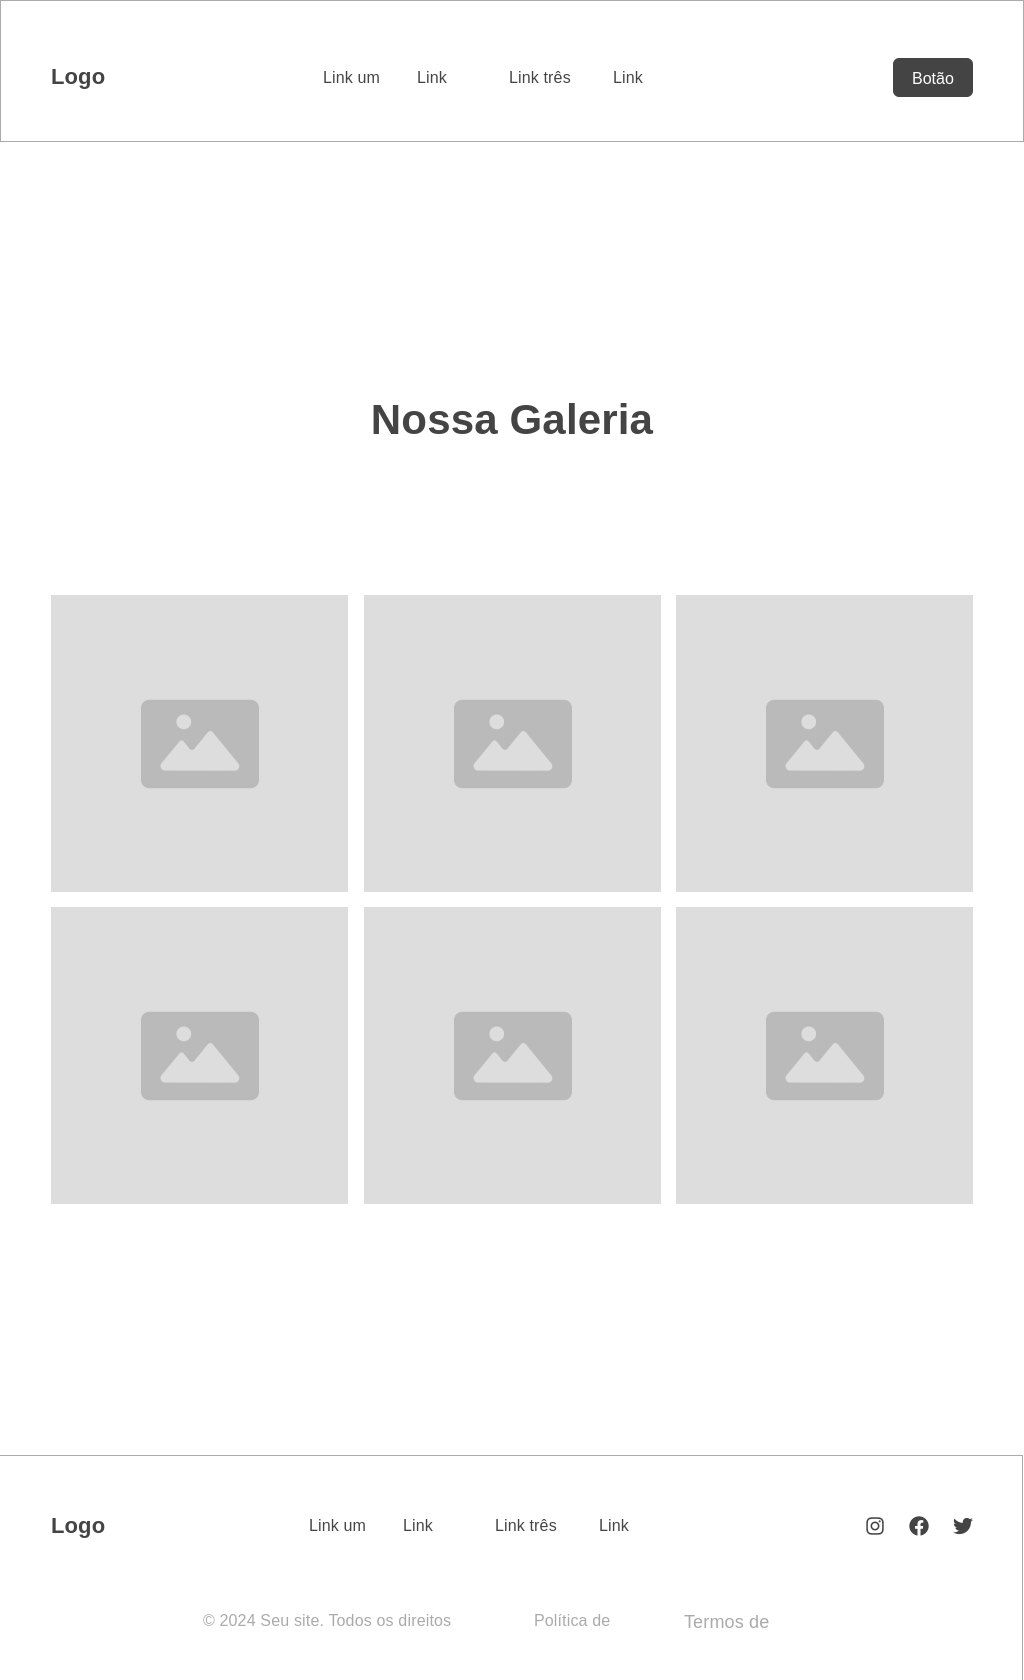 Logo
Link um
Link
Link três
Link
Botão
Nossa Galeria
Logo
Link um
Link
Link três
Link
© 2024 Seu site. Todos os direitos
Política de
Termos de